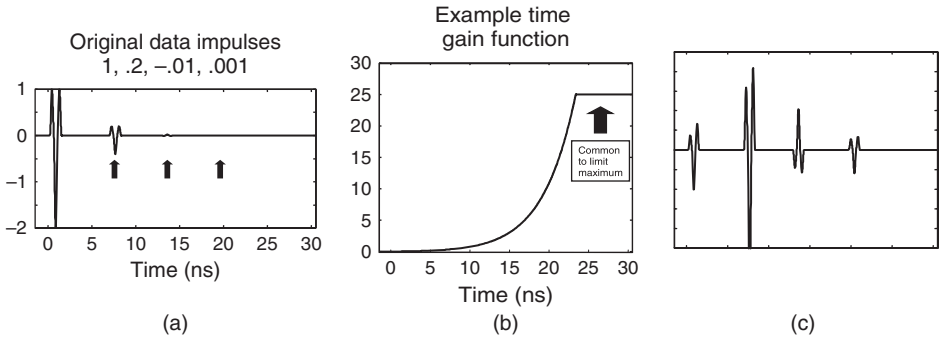 Original data impulses
1, .2, –.01, .001
1
0
–1
–2
0 5 10 15 20 25 30
Time (ns)
(a)
Example time
gain function
30
25
20
15
10
5
0
Common
to limit
maximum
0 5 10 15 20 25 30
Time (ns)
(b)
(c)